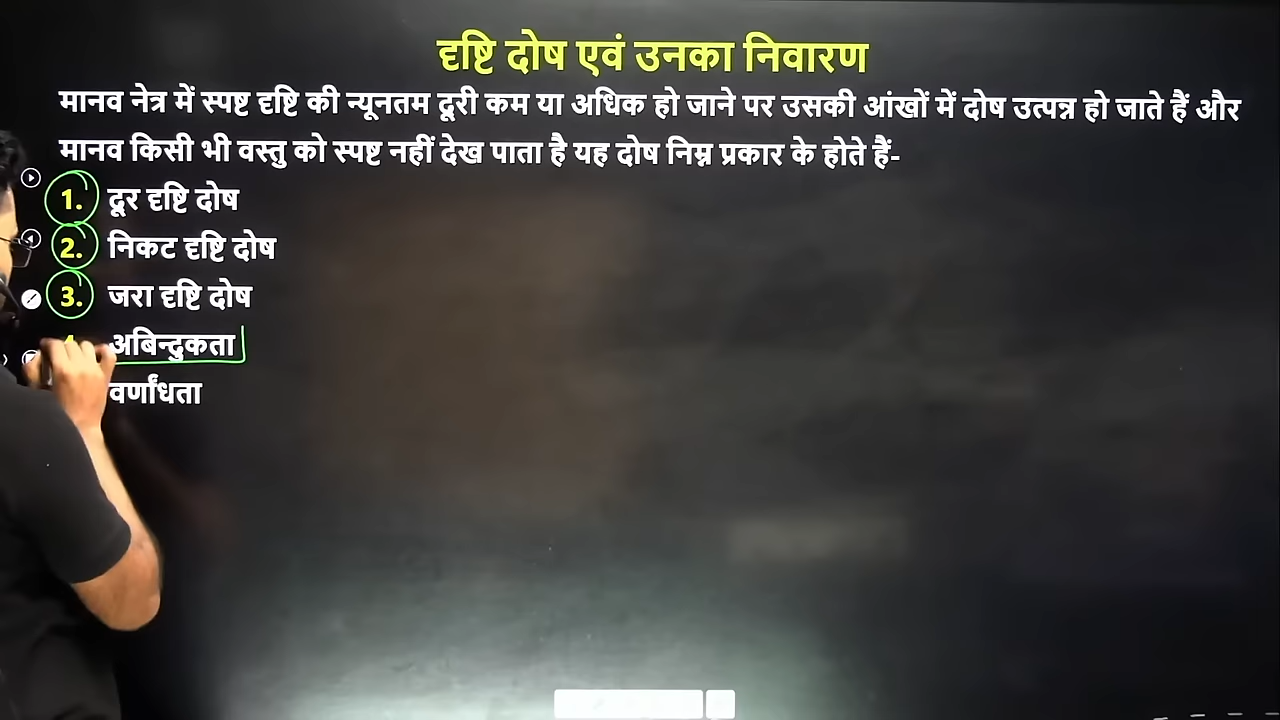 दृष्टि दोष एवं उनका निवारण
मानव नेत्र में स्पष्ट दृष्टि की न्यूनतम दूरी कम या अधिक हो जाने पर उसकी आंखों में दोष उत्पन्न हो जाते हैं और
मानव किसी भी वस्तु को स्पष्ट नहीं देख पाता है यह दोष निम्न प्रकार के होते हैं-
1. दूर दृष्टि दोष
2. निकट दृष्टि दोष
3. जरा दृष्टि दोष
अबिन्दुकता
वर्णांधता